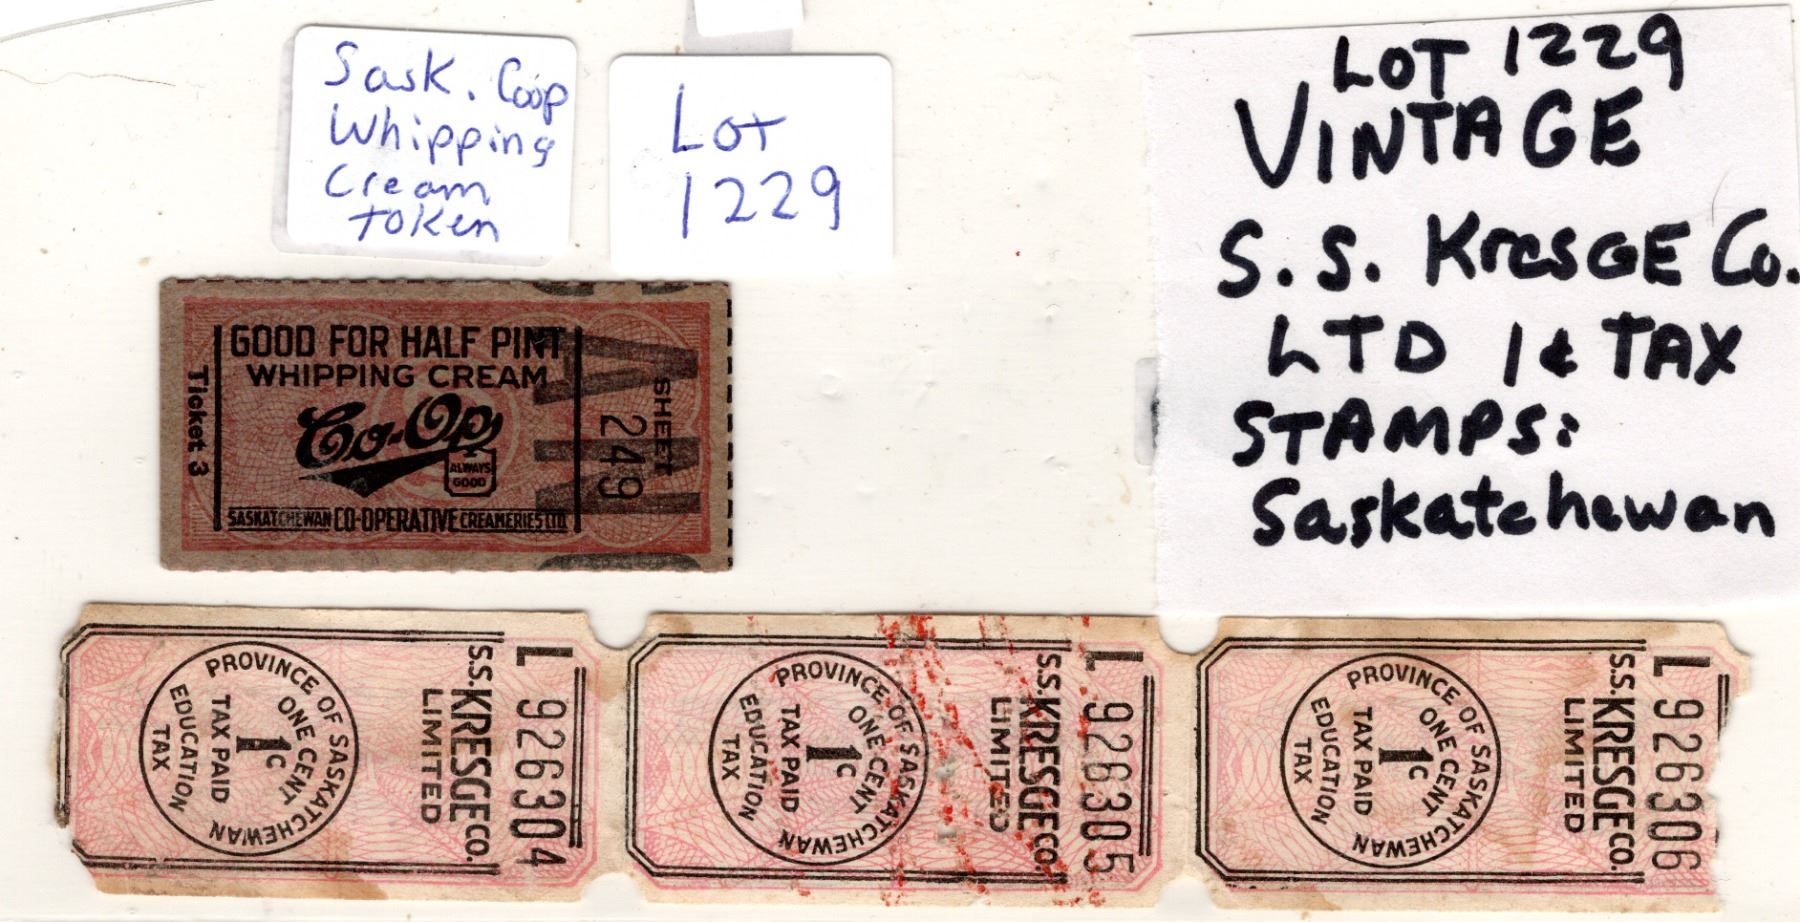 Sask. Coop
Whipping
Cream
token
Lot
1229
LOT 1229
VINTAGE
S. S. KresGE Co.
LTD 1¢ TAX
STAMPS:
Saskatchewan
Ticket 3
GOOD FOR HALF PINT
WHIPPING CREAM
Co-Op
ALWAYS
GOOD
SASKATCHEWAN CO-OPERATIVE CREAMERIES LTD.
SHEET
249
PROVINCE OF SASKATCHEWAN
ONE CENT
1c
TAX PAID
EDUCATION
TAX
S.S. KRESGE CO.
LIMITED
L 926304
PROVINCE OF SASKATCHEWAN
ONE CENT
1c
TAX PAID
EDUCATION
TAX
S.S. KRESGE CO.
LIMITED
L 926305
PROVINCE OF SASKATCHEWAN
ONE CENT
1c
TAX PAID
EDUCATION
TAX
S.S. KRESGE CO.
LIMITED
L 926306